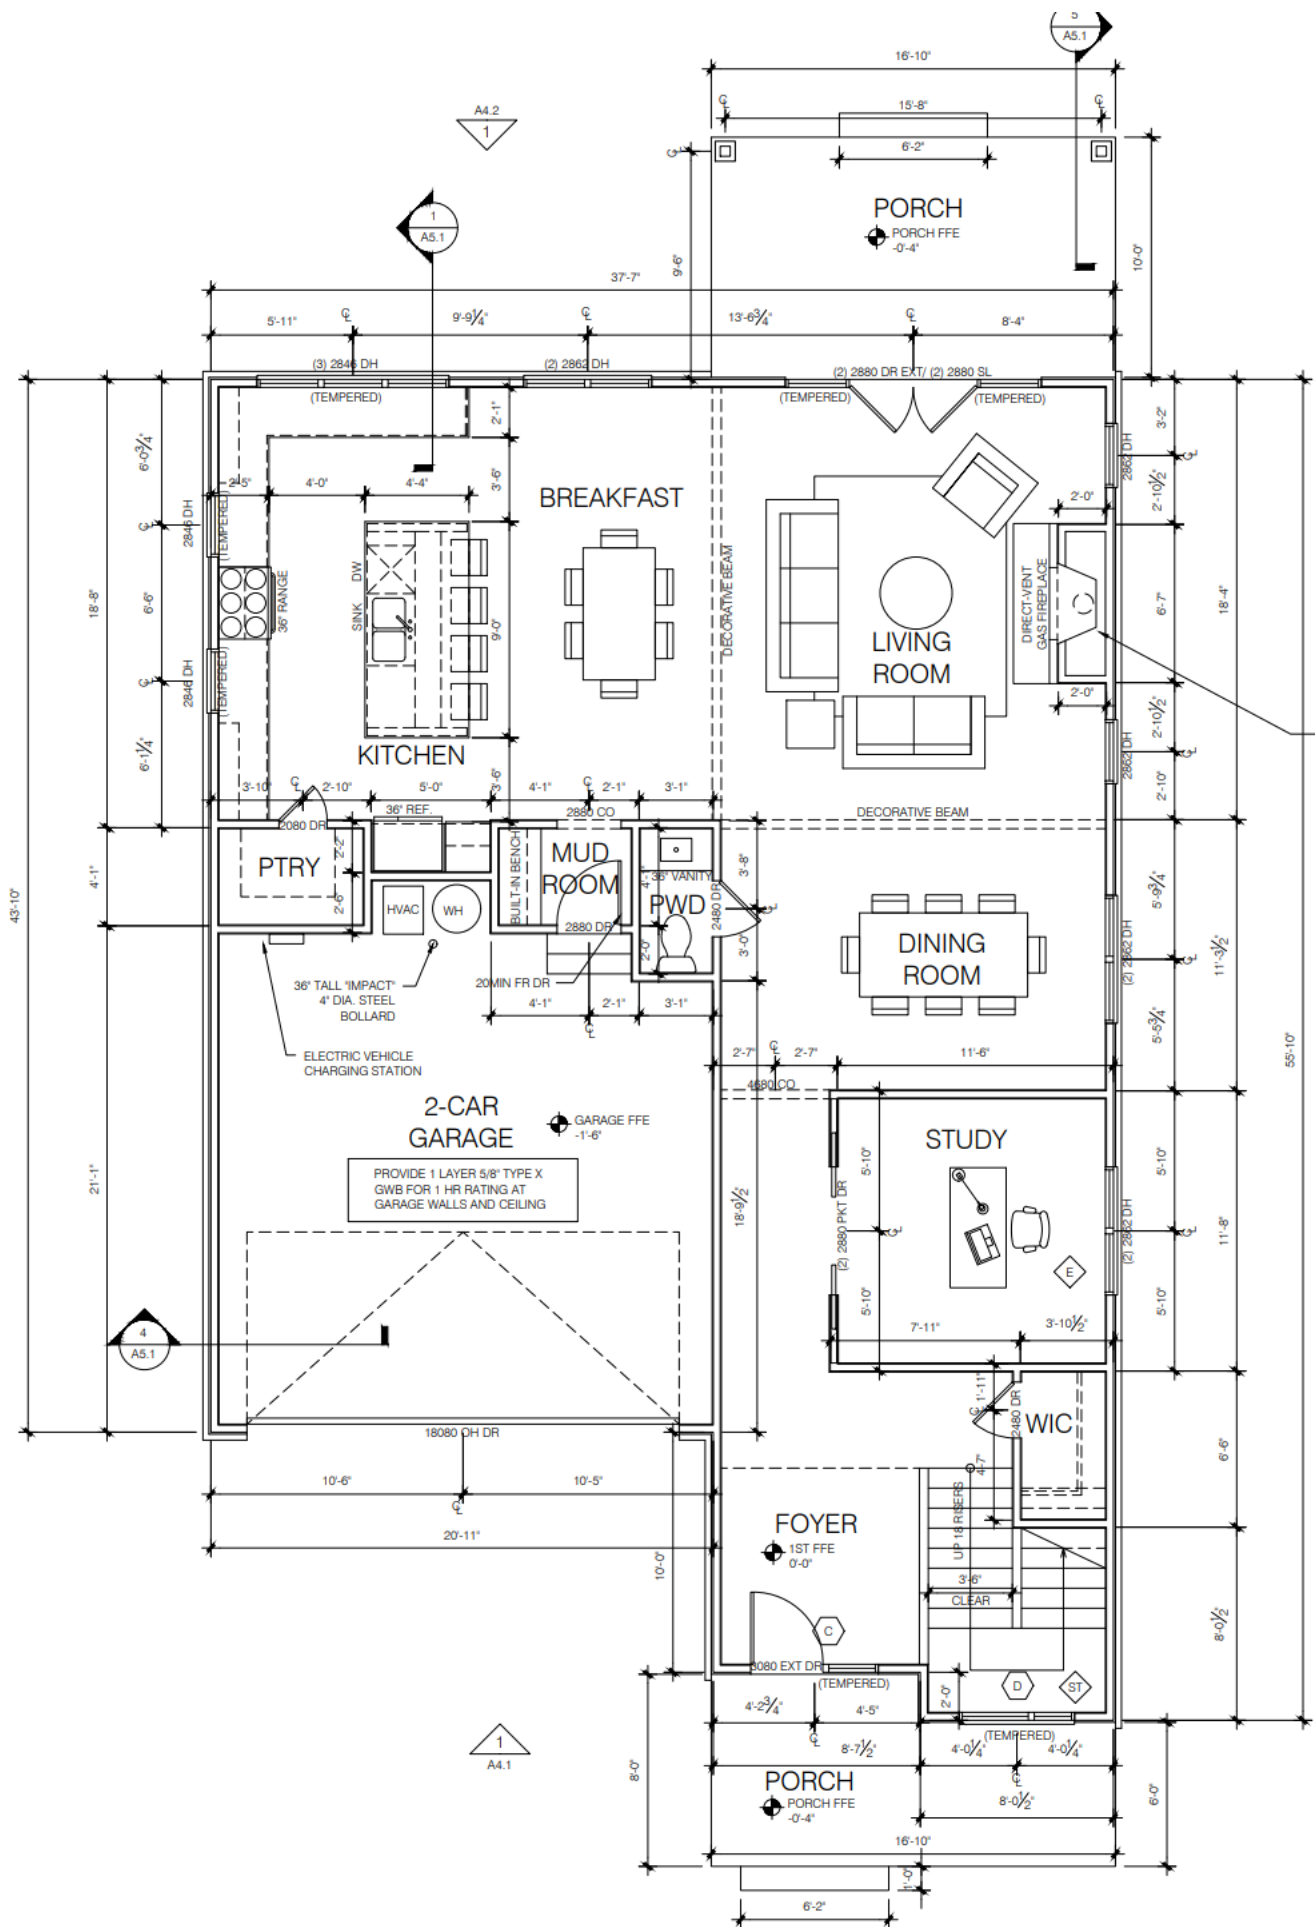 5
A5.1
16'-10"
15'-8"
6'-2"
A4.2
1
PORCH
PORCH FFE
-0'-4"
1
A5.1
9'-6"
10'-0"
37'-7"
5'-11"
9'-9 1/4"
13'-6 3/4"
8'-4"
(3) 2846 DH
(2) 2862 DH
(2) 2880 DR EXT/ (2) 2880 SL
(TEMPERED)
(TEMPERED)
(TEMPERED)
6'-0 3/4"
2'-1"
3'-2"
2862 DH
2'-5"
4'-0"
4'-4"
3'-6"
BREAKFAST
2'-0"
2'-10 1/2"
2846 DH
(TEMPERED)
DW
DECORATIVE BEAM
18'-8"
6'-6"
36" RANGE
SINK
9'-0"
LIVING
ROOM
DIRECT-VENT
GAS FIREPLACE
6'-7"
18'-4"
2846 DH
(TEMPERED)
2'-0"
2'-10 1/2"
6'-1 1/4"
KITCHEN
2862 DH
3'-10"
2'-10"
5'-0"
3'-6"
4'-1"
2'-1"
3'-1"
2'-10"
36" REF.
2880 CO
DECORATIVE BEAM
2080 DR
PTRY
2'-2"
2'-6"
BUILT-IN BENCH
MUD
ROOM
4'-1"
36" VANITY
PWD
3'-8"
2480 DR
5'-9 3/4"
43'-10"
4'-1"
HVAC
WH
2880 DR
2'-0"
3'-0"
DINING
ROOM
(2) 2862 DH
11'-3 1/2"
36" TALL "IMPACT"
4" DIA. STEEL
BOLLARD
20MIN FR DR
4'-1"
2'-1"
3'-1"
5'-5 3/4"
ELECTRIC VEHICLE
CHARGING STATION
2'-7"
2'-7"
11'-6"
4680 CO
55'-10"
2-CAR
GARAGE
GARAGE FFE
-1'-6"
STUDY
PROVIDE 1 LAYER 5/8" TYPE X
GWB FOR 1 HR RATING AT
GARAGE WALLS AND CEILING
21'-1"
18'-9 1/2"
5'-10"
5'-10"
(2) 2880 PKT DR
(2) 2862 DH
11'-8"
E
5'-10"
5'-10"
4
A5.1
7'-11"
3'-10 1/2"
1'-11"
2480 DR
WIC
18080 OH DR
4'-7"
6'-6"
10'-6"
10'-5"
20'-11"
FOYER
1ST FFE
0'-0"
UP 18 RISERS
10'-0"
3'-6"
CLEAR
C
8'-0 1/2"
3080 EXT DR
(TEMPERED)
D
ST
2'-0"
4'-2 3/4"
4'-5"
(TEMPERED)
1
A4.1
8'-7 1/2"
4'-0 1/4"
4'-0 1/4"
8'-0"
PORCH
PORCH FFE
-0'-4"
8'-0 1/2"
6'-0"
16'-10"
1'-0"
6'-2"